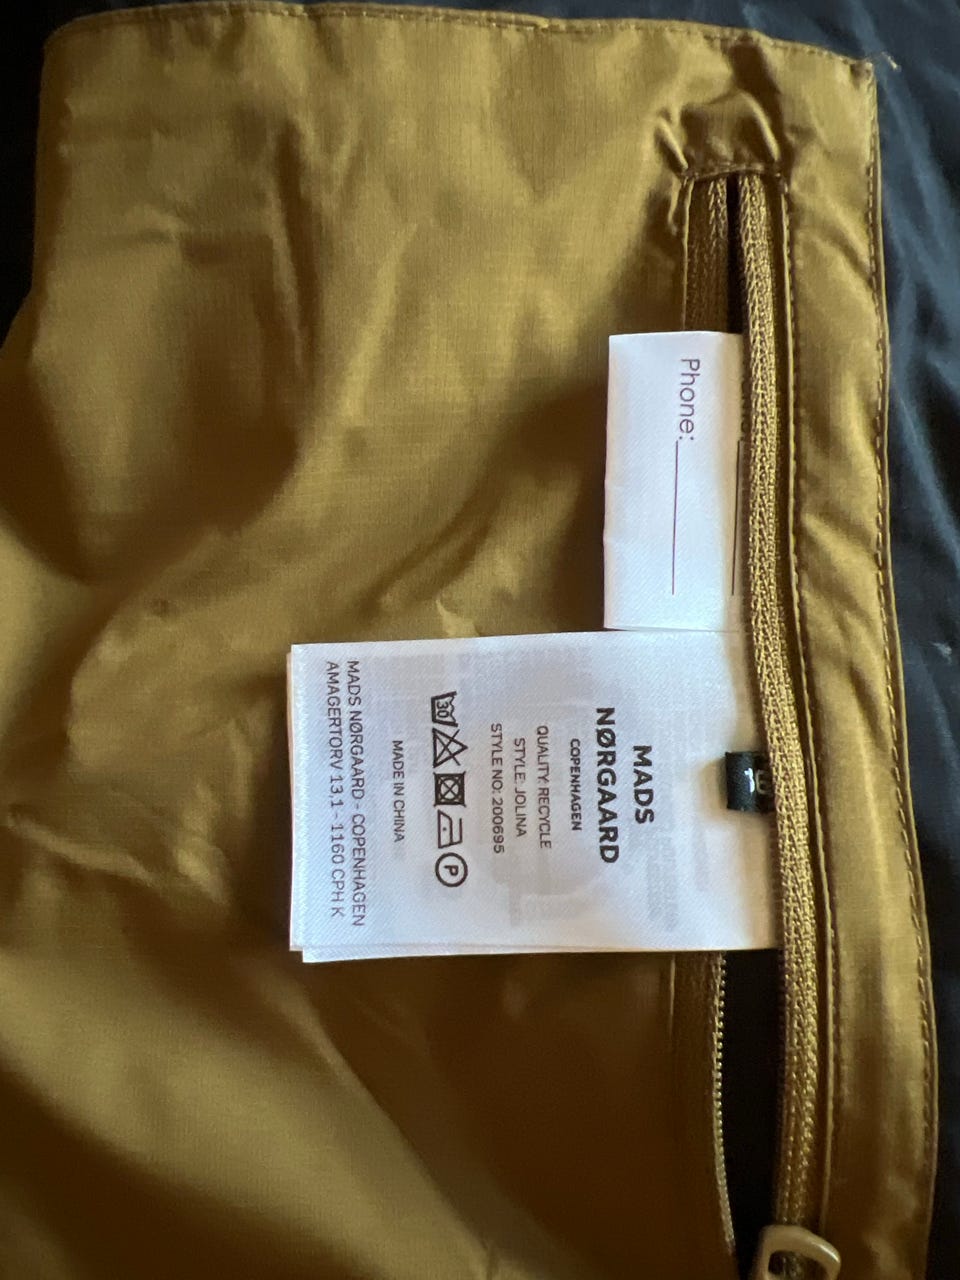 Phone:
MADS
NØRGAARD
COPENHAGEN
QUALITY: RECYCLE
STYLE: JOLINA
STYLE NO: 200695
30
P
MADE IN CHINA
MADS NØRGAARD - COPENHAGEN
AMAGERTORV 13,1 - 1160 CPH K